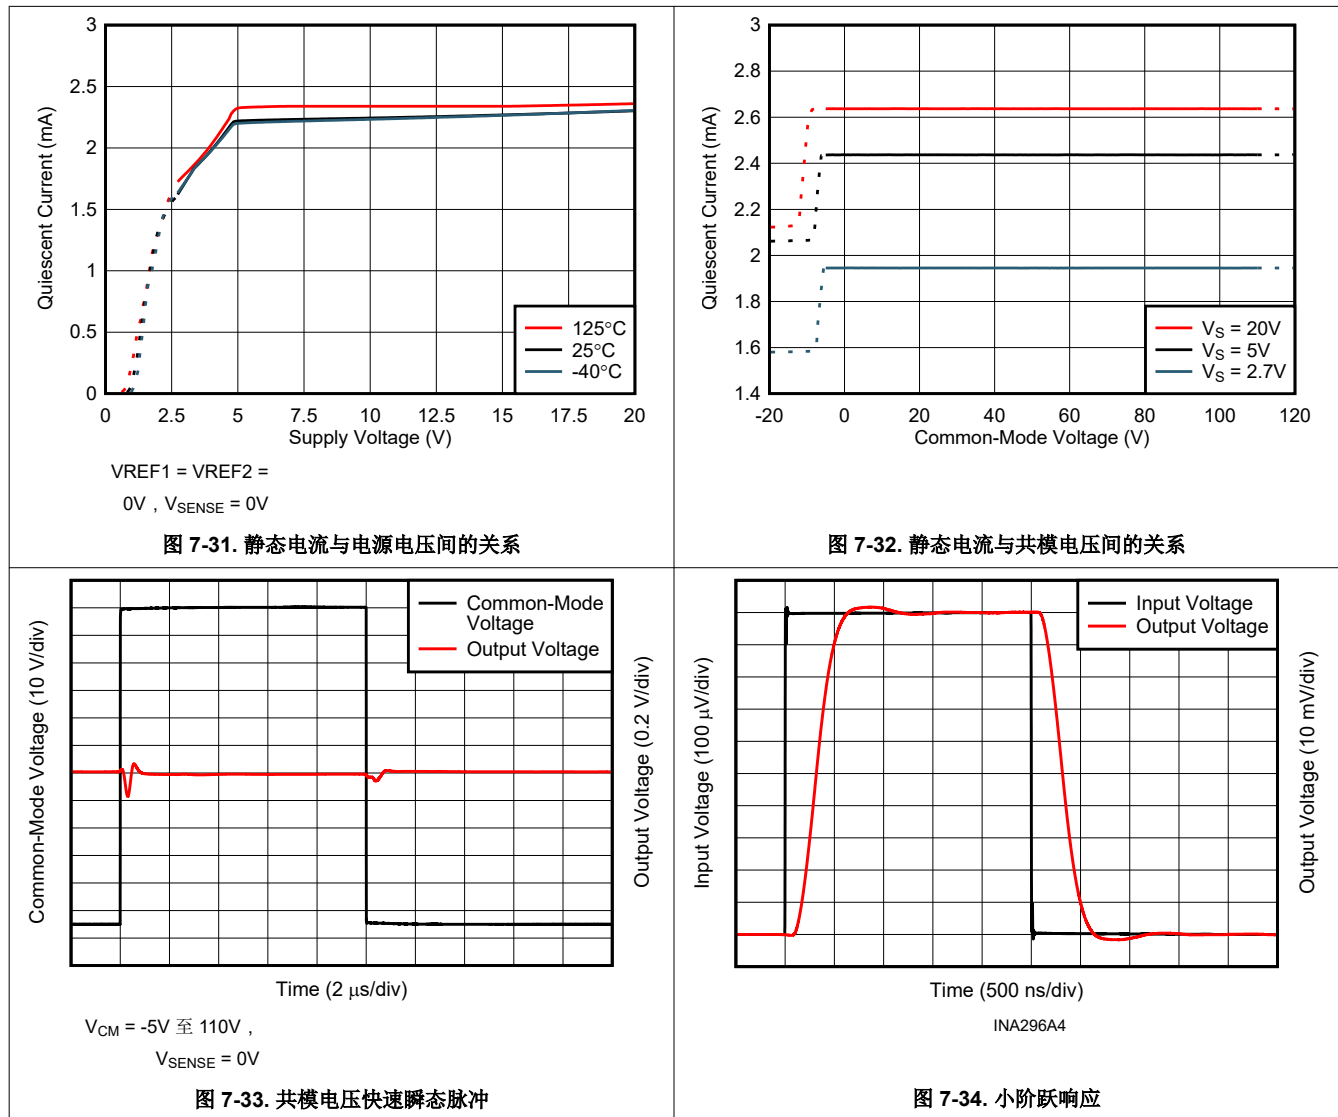 3
2.5
2
1.5
1
0.5
0
0 2.5 5 7.5 10 12.5 15 17.5 20
Quiescent Current (mA)
Supply Voltage (V)
125°C
25°C
-40°C
VREF1 = VREF2 =
0V，VSENSE = 0V
图 7-31. 静态电流与电源电压间的关系
3
2.8
2.6
2.4
2.2
2
1.8
1.6
1.4
-20 0 20 40 60 80 100 120
Quiescent Current (mA)
Common-Mode Voltage (V)
VS = 20V
VS = 5V
VS = 2.7V
图 7-32. 静态电流与共模电压间的关系
Common-Mode
Voltage
Output Voltage
Common-Mode Voltage (10 V/div)
Output Voltage (0.2 V/div)
Time (2 μs/div)
VCM = -5V 至 110V，
VSENSE = 0V
图 7-33. 共模电压快速瞬态脉冲
Input Voltage
Output Voltage
Input Voltage (100 μV/div)
Output Voltage (10 mV/div)
Time (500 ns/div)
INA296A4
图 7-34. 小阶跃响应